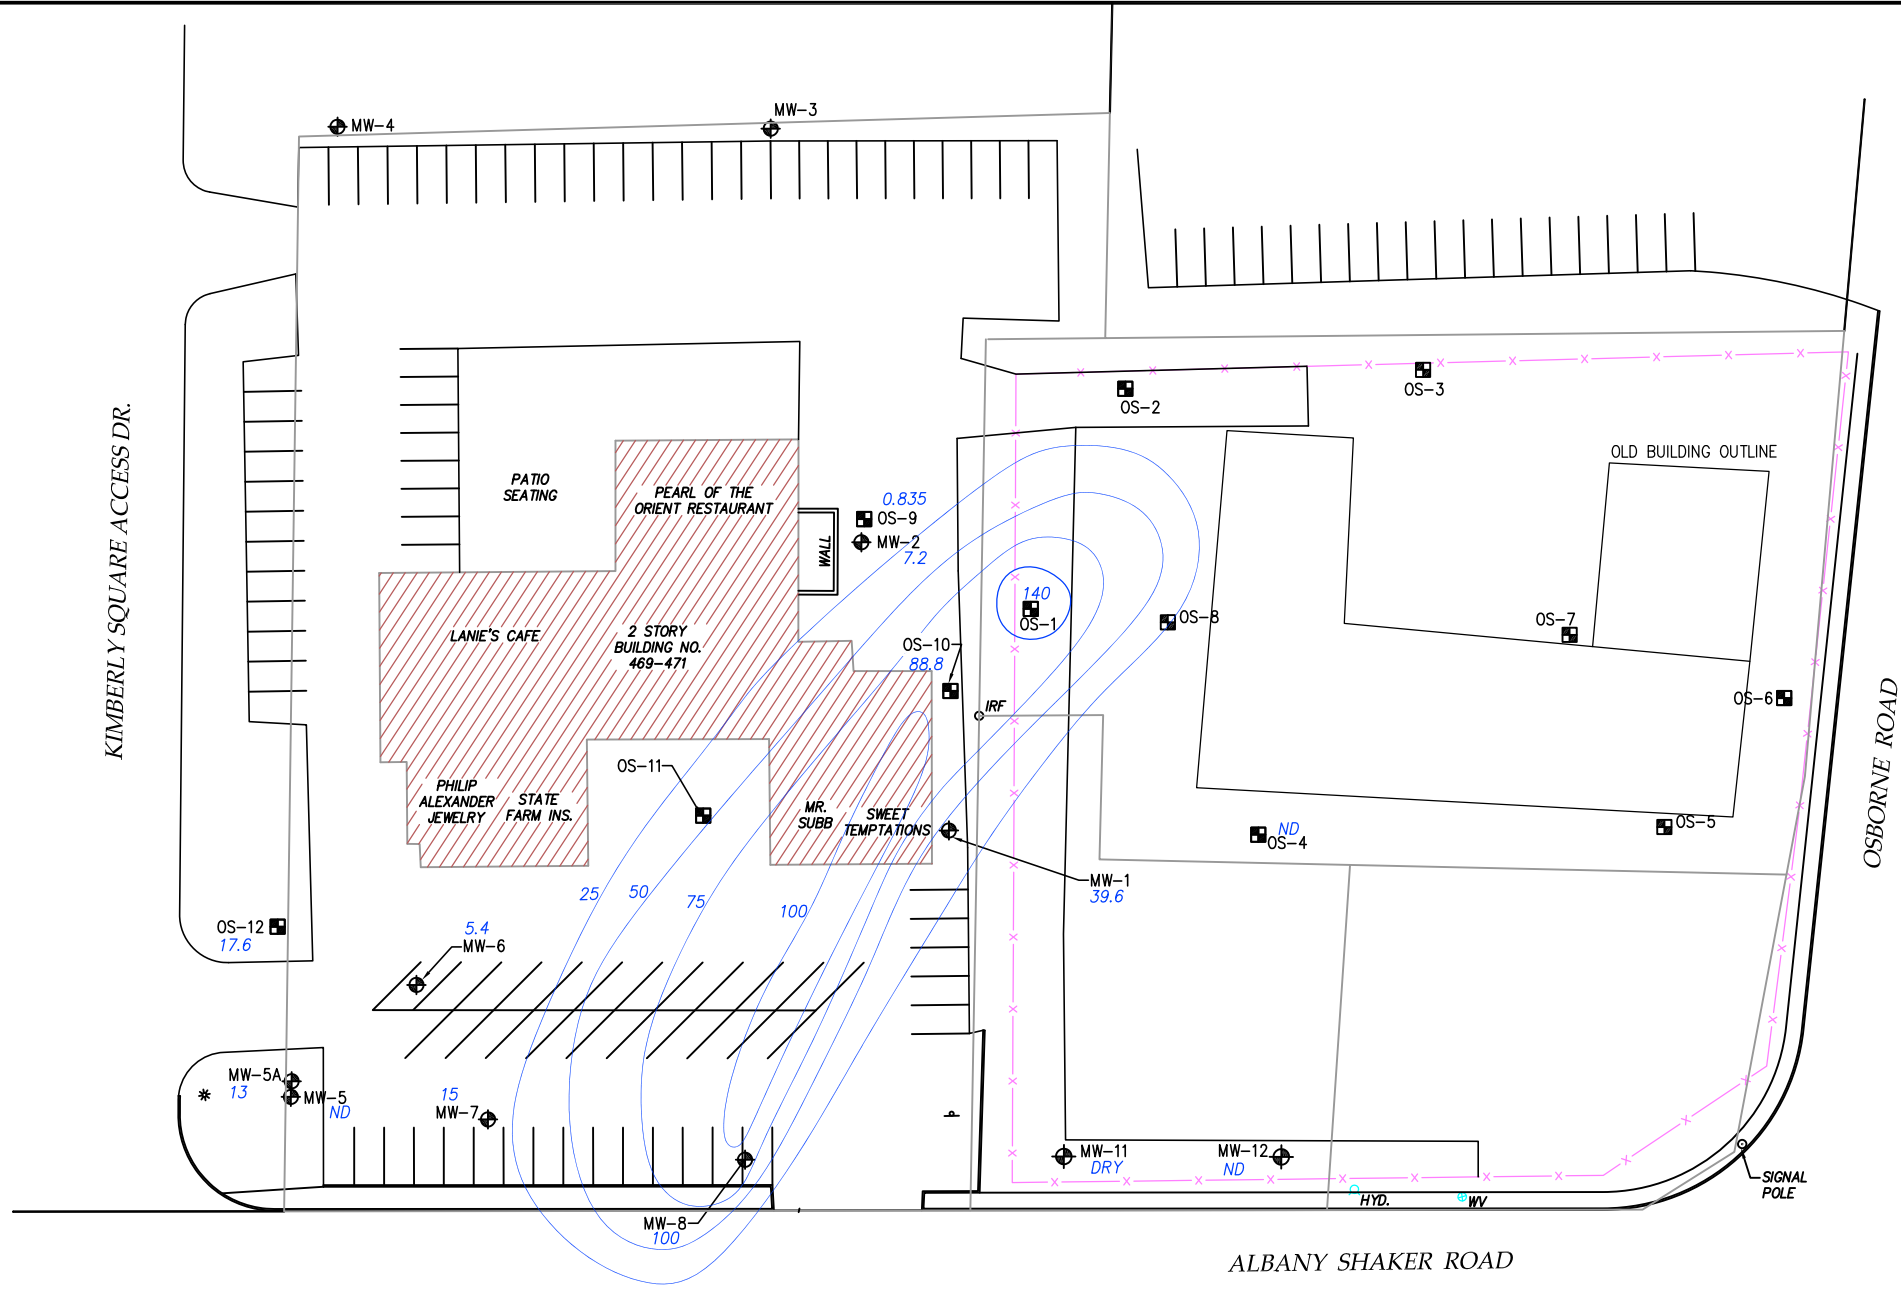 MW-3
MW-4
OS-3
OS-2
KIMBERLY SQUARE ACCESS DR.
OLD BUILDING OUTLINE
PATIO
SEATING
PEARL OF THE
ORIENT RESTAURANT
0.835
OS-9
MW-2
7.2
WALL
140
OS-1
OS-8
OS-7
LANIE'S CAFE
2 STORY
BUILDING NO.
469-471
OS-10
88.8
IRF
OS-6
OSBORNE ROAD
OS-11
PHILIP
ALEXANDER
JEWELRY
STATE
FARM INS.
MR.
SUBB
SWEET
TEMPTATIONS
ND
OS-4
OS-5
MW-1
39.6
25
50
75
100
OS-12
17.6
5.4
MW-6
MW-5A
13
MW-5
ND
15
MW-7
MW-11
DRY
MW-12
ND
SIGNAL
POLE
HYD.
WV
MW-8
100
ALBANY SHAKER ROAD